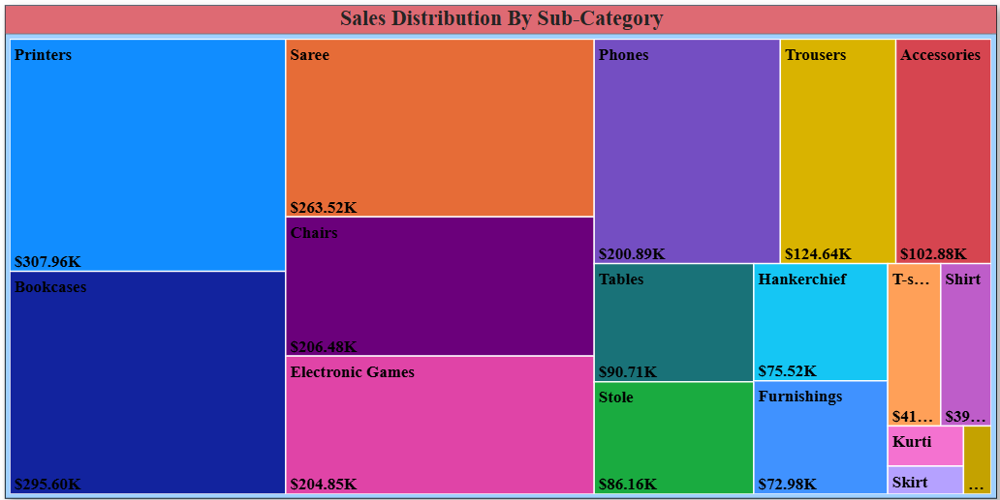 Sales Distribution By Sub-Category
Printers
$307.96K
Bookcases
$295.60K
Saree
$263.52K
Chairs
$206.48K
Electronic Games
$204.85K
Phones
$200.89K
Trousers
$124.64K
Accessories
$102.88K
Tables
$90.71K
Stole
$86.16K
Hankerchief
$75.52K
Furnishings
$72.98K
T-s...
$41...
Shirt
$39...
Kurti
Skirt
...